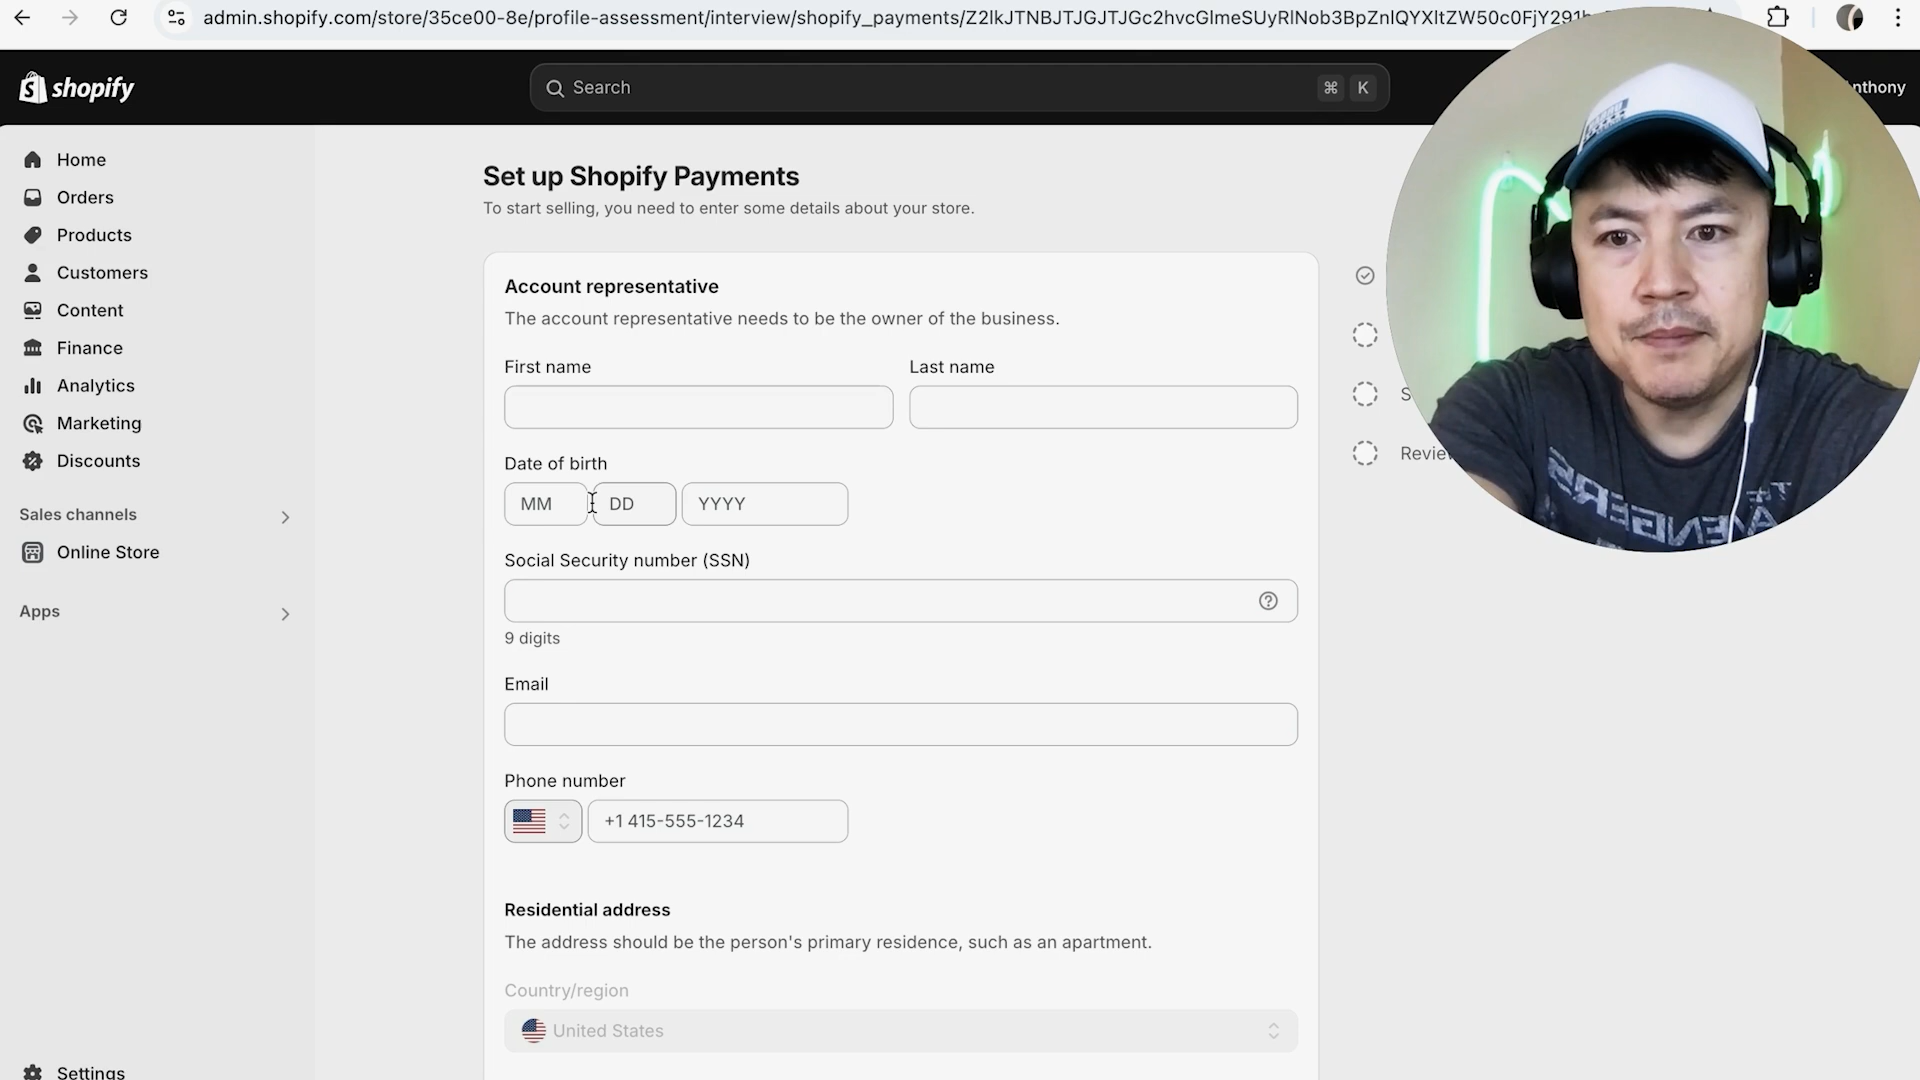 admin.shopify.com/store/35ce00-8e/profile-assessment/interview/shopify_payments/Z2lkJTNBJTJGJTJGc2hvcGlmeSUyRlNob3BpZnlQYXltZW50c0FjY291b
shopify
Search
⌘ K
nthony
Home
Orders
Products
Customers
Content
Finance
Analytics
Marketing
Discounts
Sales channels
Online Store
Apps
Settings
Set up Shopify Payments
To start selling, you need to enter some details about your store.
Account representative
The account representative needs to be the owner of the business.
First name
Last name
Date of birth
MM
DD
YYYY
Social Security number (SSN)
9 digits
Email
Phone number
+1 415-555-1234
Residential address
The address should be the person's primary residence, such as an apartment.
Country/region
United States
S
Revie